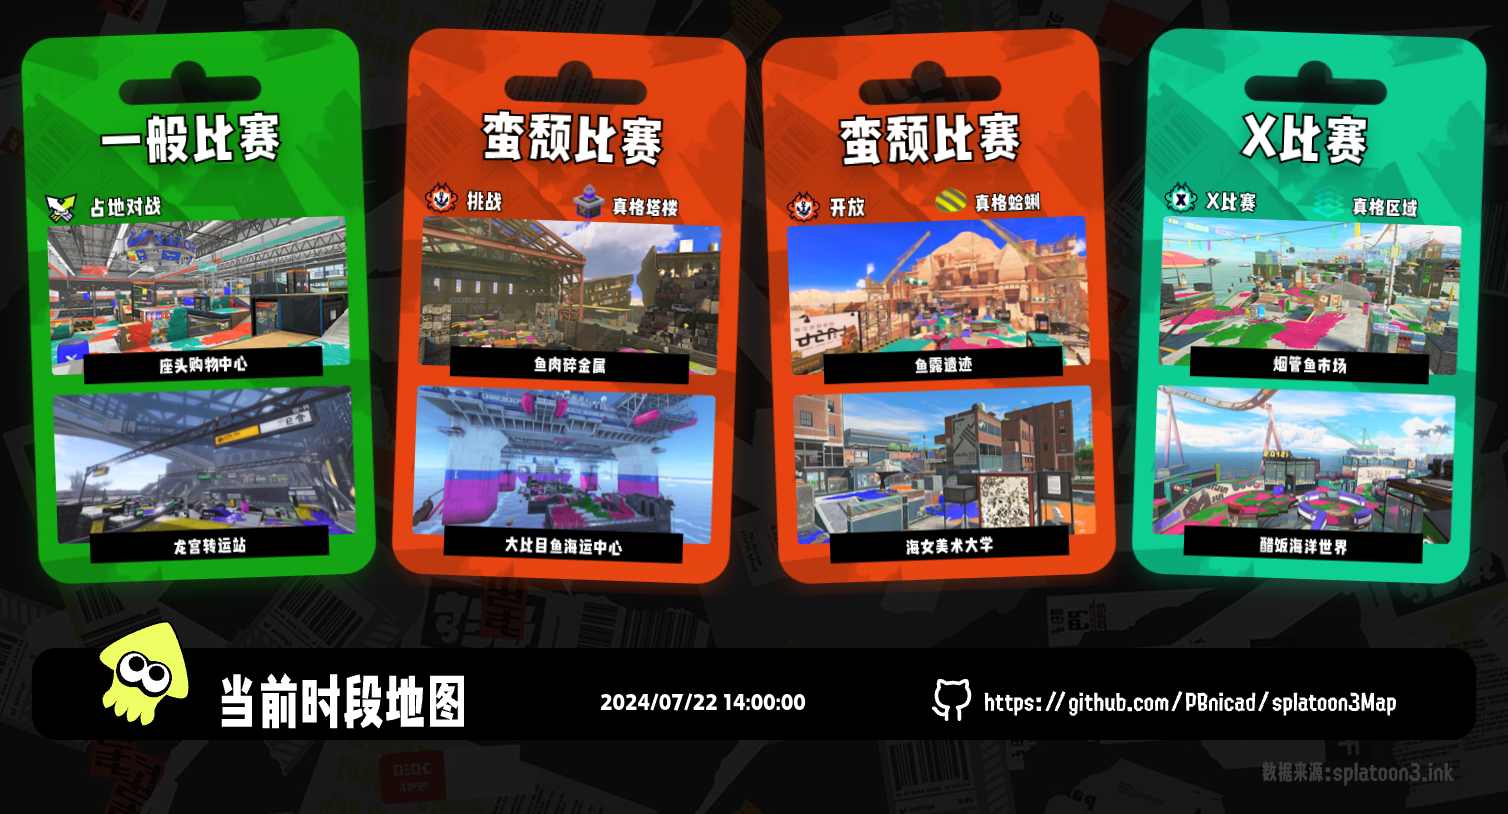 一般比赛
占地对战
座头购物中心
龙宫转运站
蛮颓比赛
挑战
真格塔楼
鱼肉碎金属
大比目鱼海运中心
蛮颓比赛
开放
真格蛤蜊
鱼露遗迹
海女美术大学
X比赛
X比赛
真格区域
烟管鱼市场
醋饭海洋世界
当前时段地图
2024/07/22 14:00:00
https://github.com/PBnicad/splatoon3Map
数据来源:splatoon3.ink